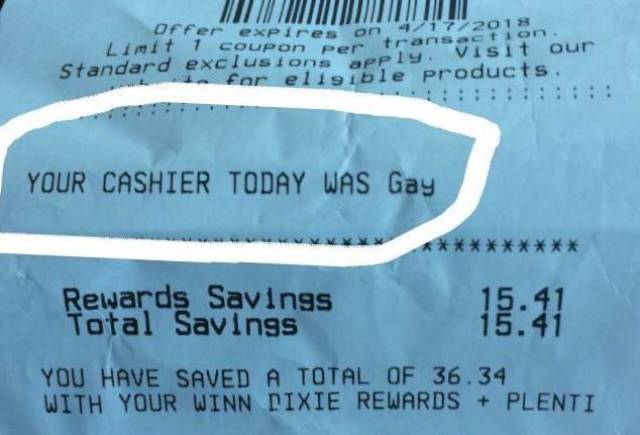 Offer expires on 4/17/2018
Limit 1 coupon per transaction.
Standard exclusions apply. Visit our
for eligible products.
YOUR CASHIER TODAY WAS Gay
Rewards Savings 15.41
Total Savings 15.41
YOU HAVE SAVED A TOTAL OF 36.34
WITH YOUR WINN DIXIE REWARDS + PLENTI